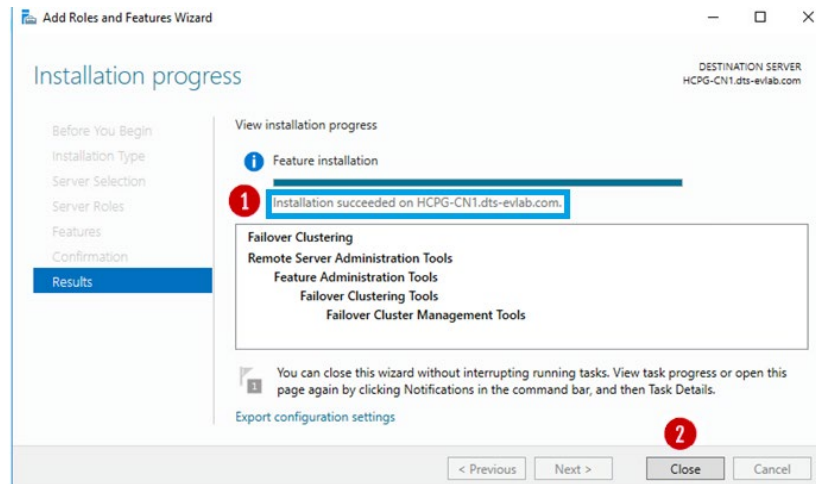 Add Roles and Features Wizard
Installation progress
DESTINATION SERVER
HCPG-CN1.dts-evlab.com
Before You Begin
Installation Type
Server Selection
Server Roles
Features
Confirmation
Results
View installation progress
Feature installation
1
Installation succeeded on HCPG-CN1.dts-evlab.com.
Failover Clustering
Remote Server Administration Tools
Feature Administration Tools
Failover Clustering Tools
Failover Cluster Management Tools
1
You can close this wizard without interrupting running tasks. View task progress or open this
page again by clicking Notifications in the command bar, and then Task Details.
Export configuration settings
2
< Previous
Next >
Close
Cancel